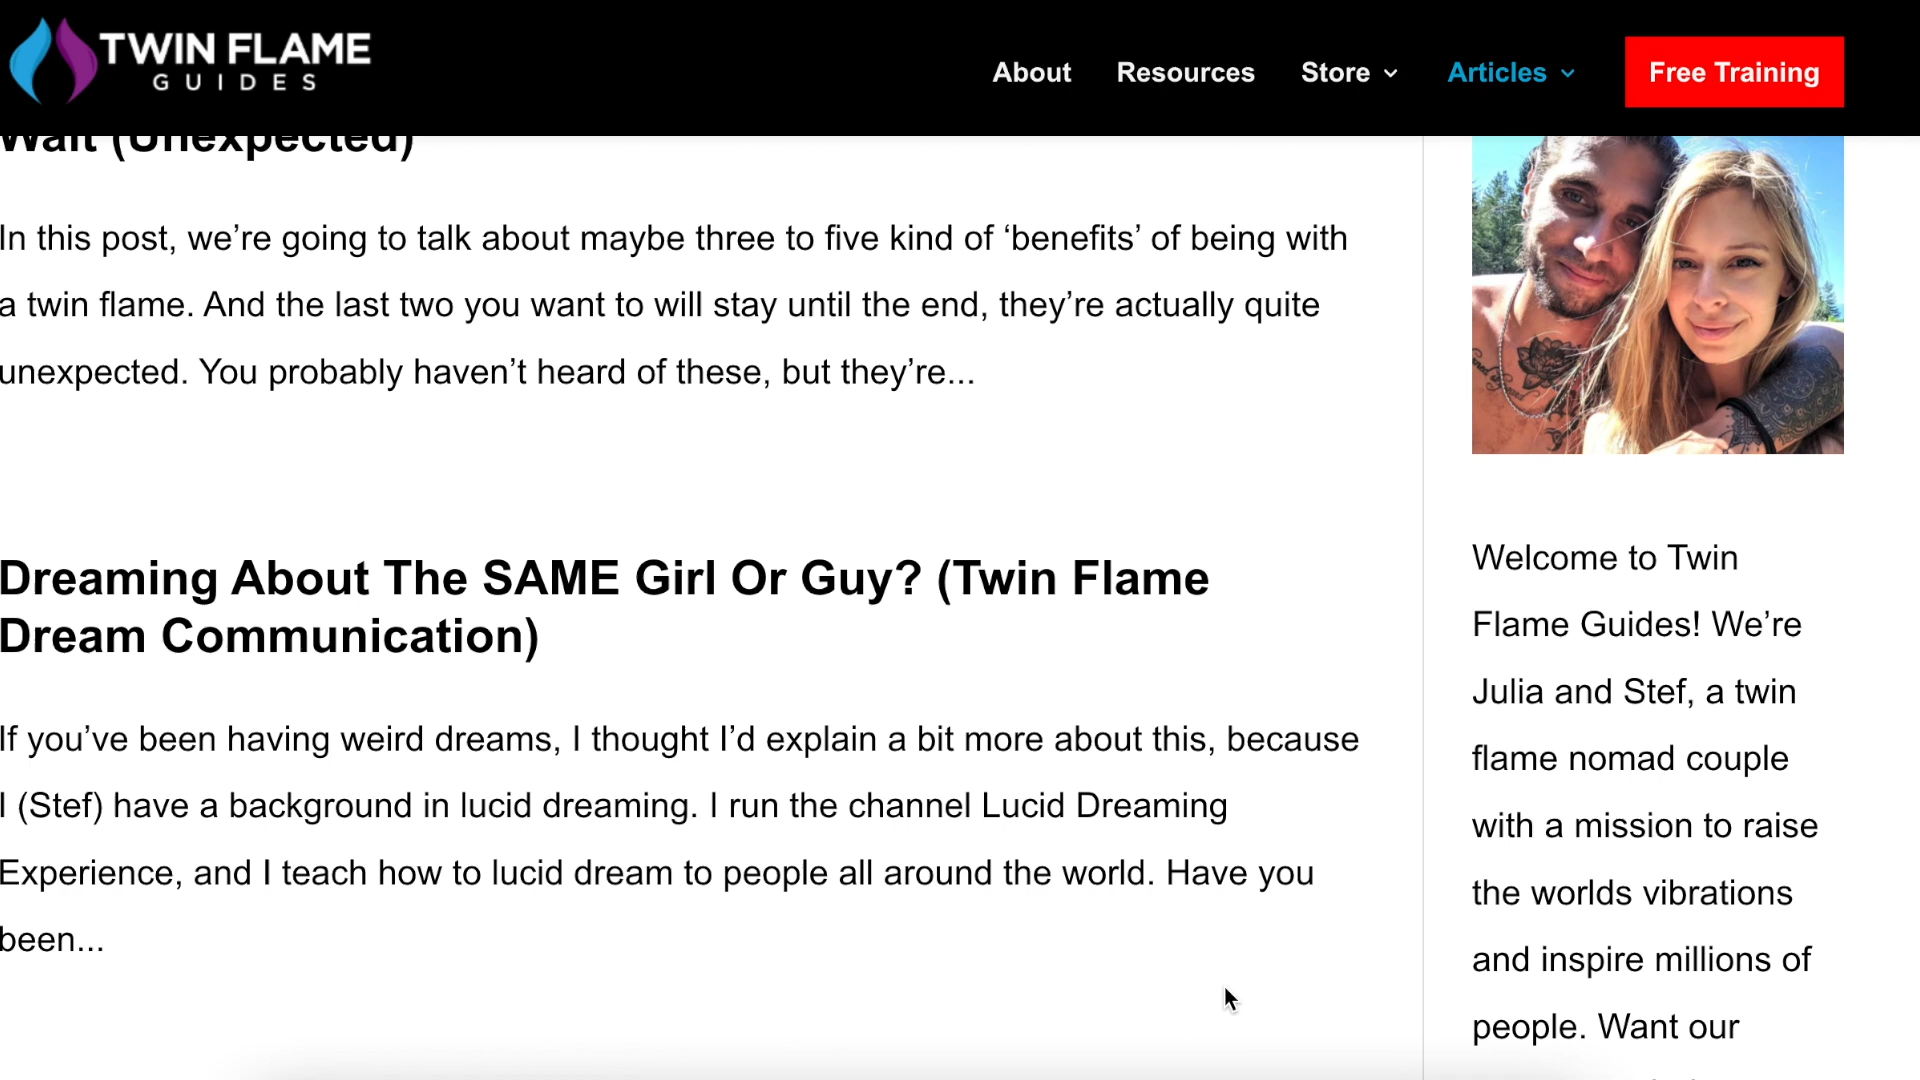 TWIN FLAME
GUIDES
About Resources Store Articles Free Training
Wait (Unexpected)
In this post, we’re going to talk about maybe three to five kind of ‘benefits’ of being with
a twin flame. And the last two you want to will stay until the end, they’re actually quite
unexpected. You probably haven’t heard of these, but they’re...
Dreaming About The SAME Girl Or Guy? (Twin Flame
Dream Communication)
If you’ve been having weird dreams, I thought I’d explain a bit more about this, because
I (Stef) have a background in lucid dreaming. I run the channel Lucid Dreaming
Experience, and I teach how to lucid dream to people all around the world. Have you
been...
Welcome to Twin
Flame Guides! We’re
Julia and Stef, a twin
flame nomad couple
with a mission to raise
the worlds vibrations
and inspire millions of
people. Want our